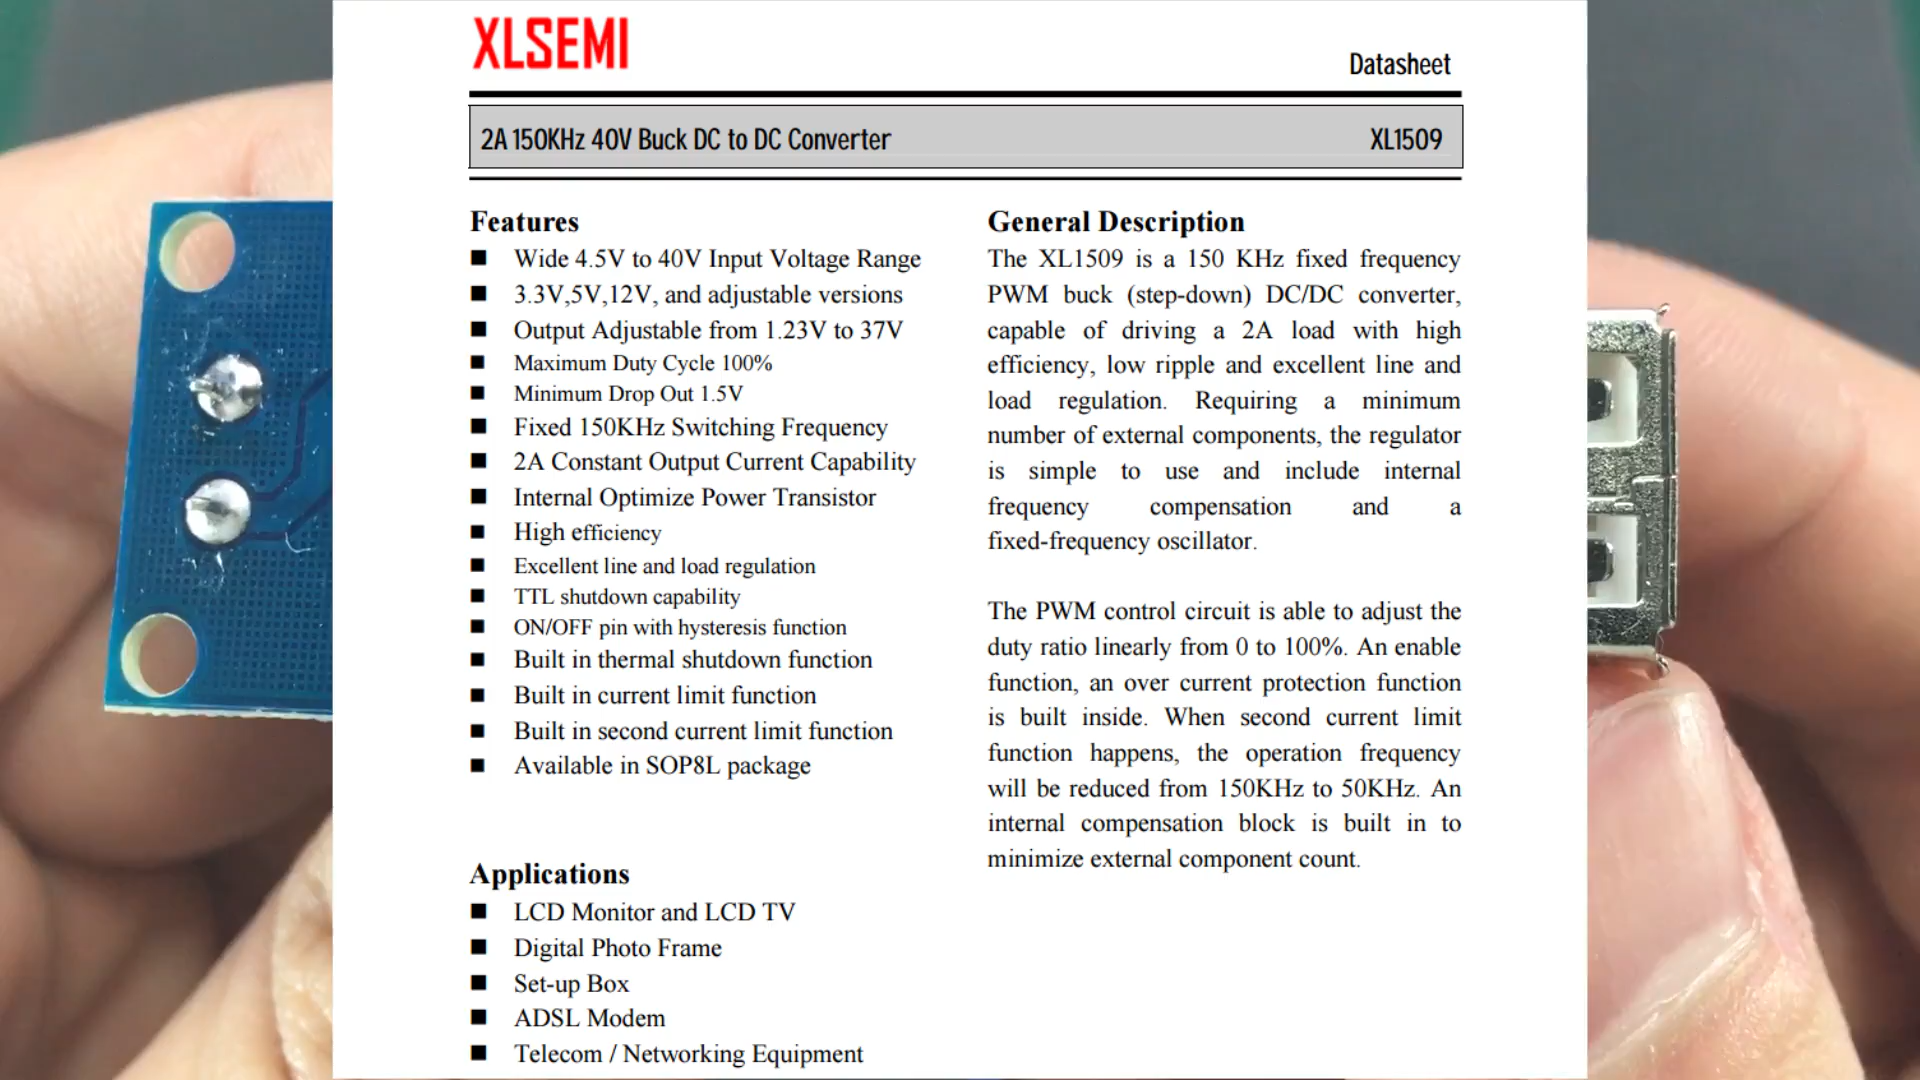 XLSEMI
Datasheet
2A 150KHz 40V Buck DC to DC Converter
XL1509
Features
Wide 4.5V to 40V Input Voltage Range
3.3V,5V,12V, and adjustable versions
Output Adjustable from 1.23V to 37V
Maximum Duty Cycle 100%
Minimum Drop Out 1.5V
Fixed 150KHz Switching Frequency
2A Constant Output Current Capability
Internal Optimize Power Transistor
High efficiency
Excellent line and load regulation
TTL shutdown capability
ON/OFF pin with hysteresis function
Built in thermal shutdown function
Built in current limit function
Built in second current limit function
Available in SOP8L package
Applications
LCD Monitor and LCD TV
Digital Photo Frame
Set-up Box
ADSL Modem
Telecom / Networking Equipment
General Description
The XL1509 is a 150 KHz fixed frequency
PWM buck (step-down) DC/DC converter,
capable of driving a 2A load with high
efficiency, low ripple and excellent line and
load regulation. Requiring a minimum
number of external components, the regulator
is simple to use and include internal
frequency compensation and a
fixed-frequency oscillator.
The PWM control circuit is able to adjust the
duty ratio linearly from 0 to 100%. An enable
function, an over current protection function
is built inside. When second current limit
function happens, the operation frequency
will be reduced from 150KHz to 50KHz. An
internal compensation block is built in to
minimize external component count.